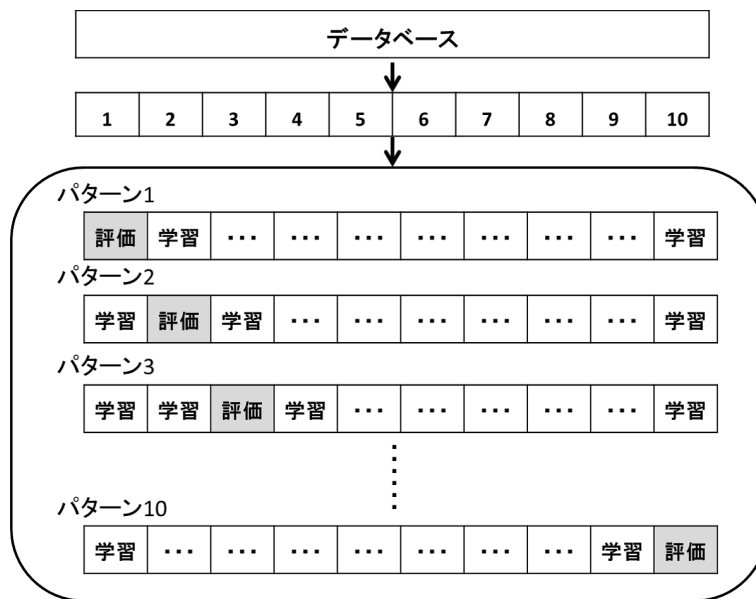 データベース
1 2 3 4 5 6 7 8 9 10
パターン1
評価 学習 ・・・ ・・・ ・・・ ・・・ ・・・ ・・・ ・・・ 学習
パターン2
学習 評価 学習 ・・・ ・・・ ・・・ ・・・ ・・・ ・・・ 学習
パターン3
学習 学習 評価 学習 ・・・ ・・・ ・・・ ・・・ ・・・ 学習
パターン10
学習 ・・・ ・・・ ・・・ ・・・ ・・・ ・・・ ・・・ 学習 評価